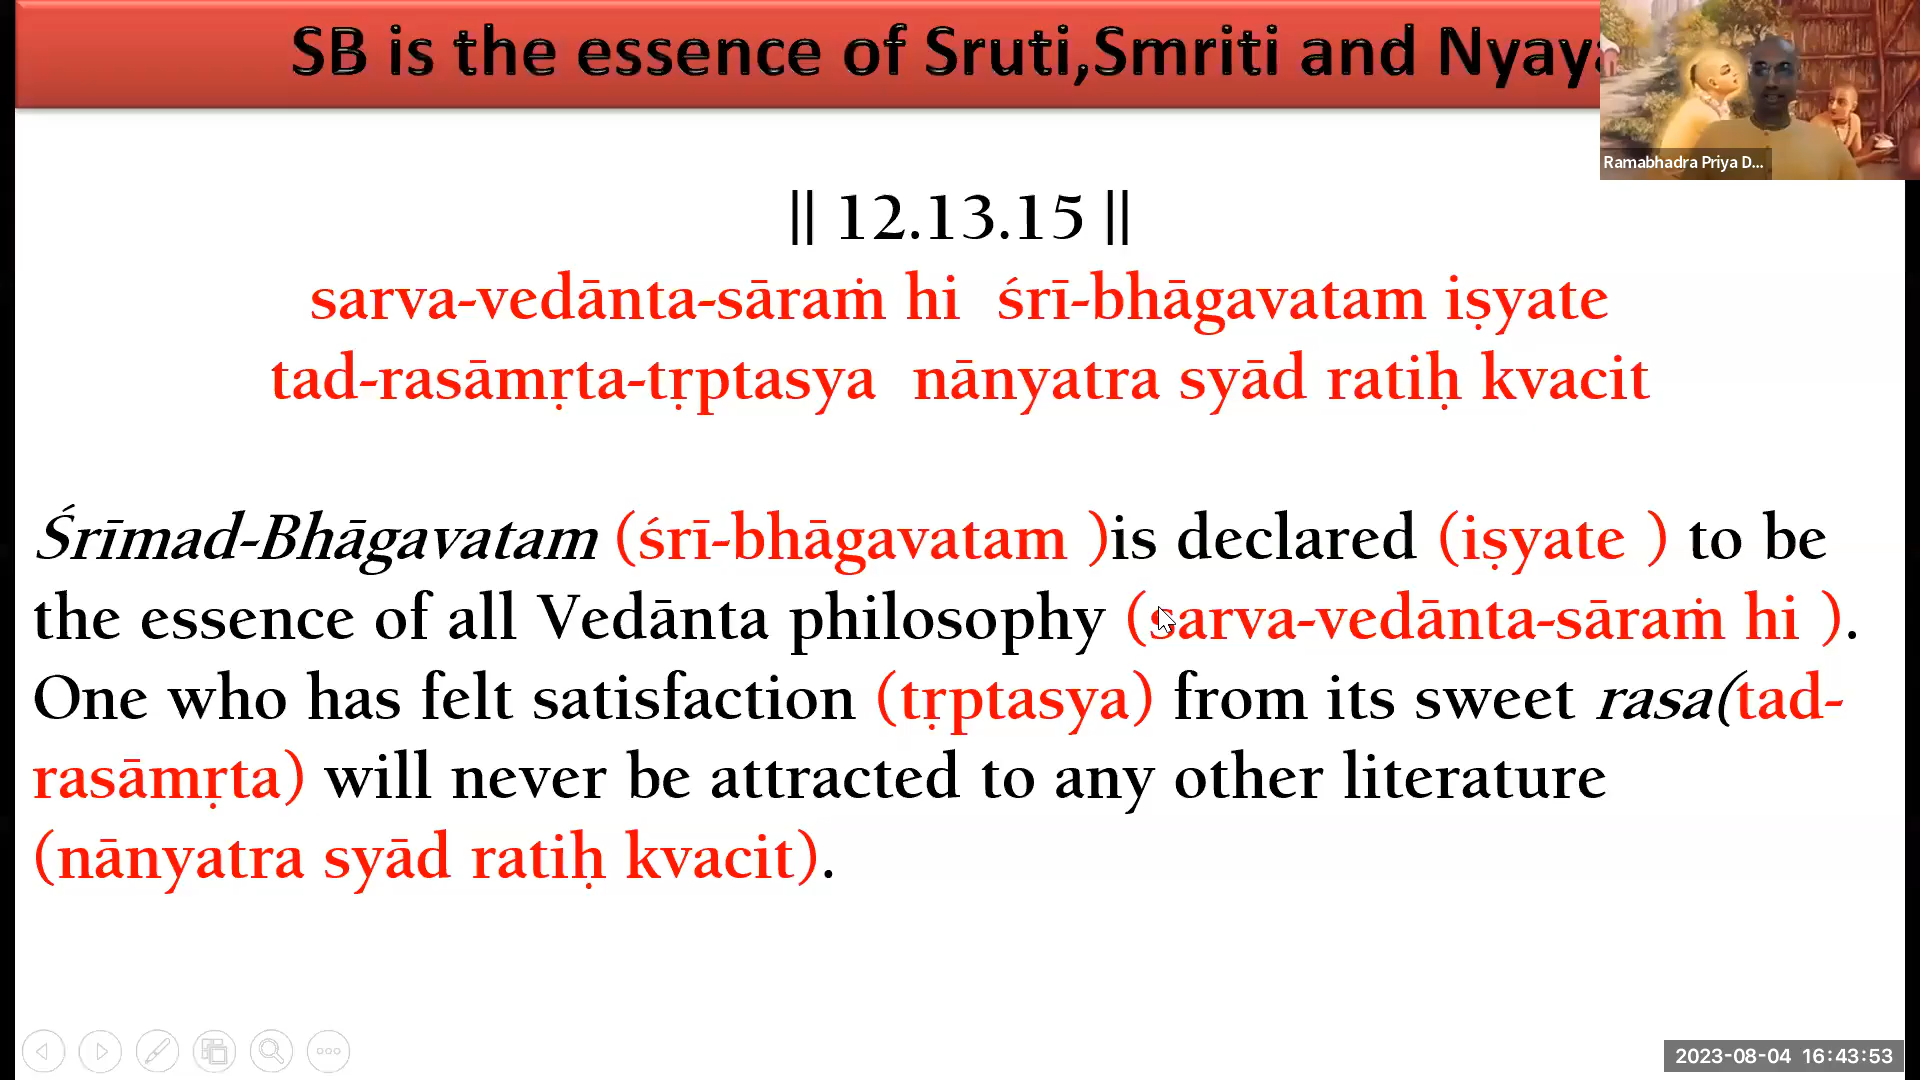 SB is the essence of Sruti,Smriti and Nyaya
Ramabhadra Priya D...
|| 12.13.15 ||
sarva-vedānta-sāraṁ hi śrī-bhāgavatam iṣyate
tad-rasāmṛta-tṛptasya nānyatra syād ratiḥ kvacit
Śrīmad-Bhāgavatam (śrī-bhāgavatam )is declared (iṣyate ) to be
the essence of all Vedānta philosophy (sarva-vedānta-sāraṁ hi ).
One who has felt satisfaction (tṛptasya) from its sweet rasa(tad-
rasāmṛta) will never be attracted to any other literature
(nānyatra syād ratiḥ kvacit).
2023-08-04 16:43:53